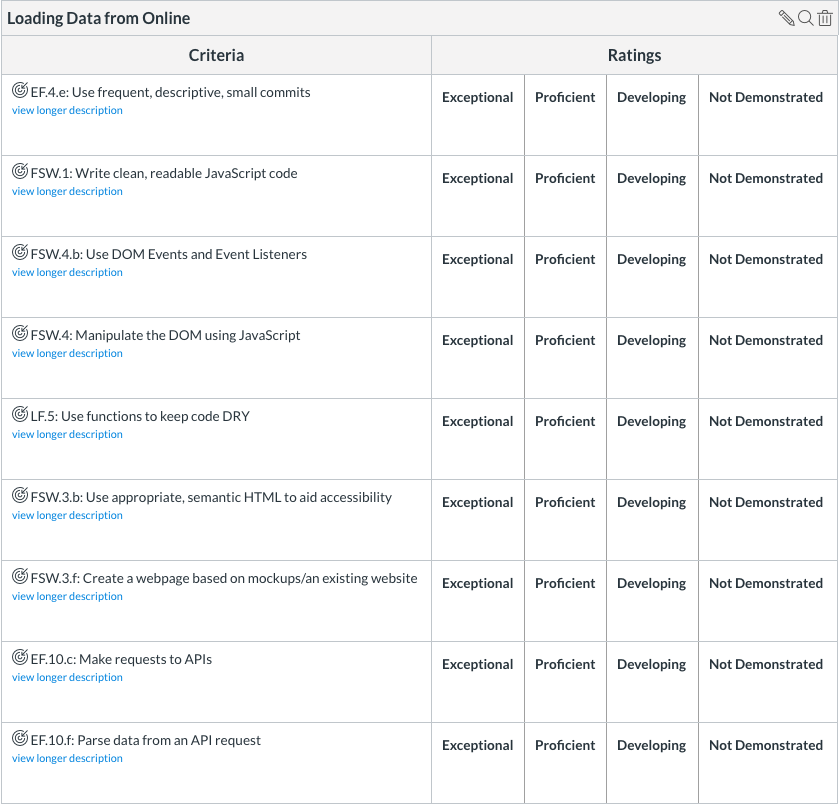 Loading Data from Online
Criteria Ratings
EF.4.e: Use frequent, descriptive, small commits
view longer description
Exceptional Proficient Developing Not Demonstrated
FSW.1: Write clean, readable JavaScript code
view longer description
Exceptional Proficient Developing Not Demonstrated
FSW.4.b: Use DOM Events and Event Listeners
view longer description
Exceptional Proficient Developing Not Demonstrated
FSW.4: Manipulate the DOM using JavaScript
view longer description
Exceptional Proficient Developing Not Demonstrated
LF.5: Use functions to keep code DRY
view longer description
Exceptional Proficient Developing Not Demonstrated
FSW.3.b: Use appropriate, semantic HTML to aid accessibility
view longer description
Exceptional Proficient Developing Not Demonstrated
FSW.3.f: Create a webpage based on mockups/an existing website
view longer description
Exceptional Proficient Developing Not Demonstrated
EF.10.c: Make requests to APIs
view longer description
Exceptional Proficient Developing Not Demonstrated
EF.10.f: Parse data from an API request
view longer description
Exceptional Proficient Developing Not Demonstrated